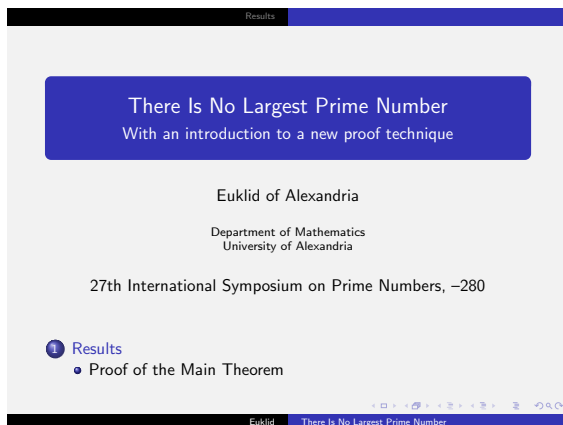 Results
There Is No Largest Prime Number
With an introduction to a new proof technique
Euklid of Alexandria
Department of Mathematics
University of Alexandria
27th International Symposium on Prime Numbers, –280
1 Results
Proof of the Main Theorem
Euklid There Is No Largest Prime Number